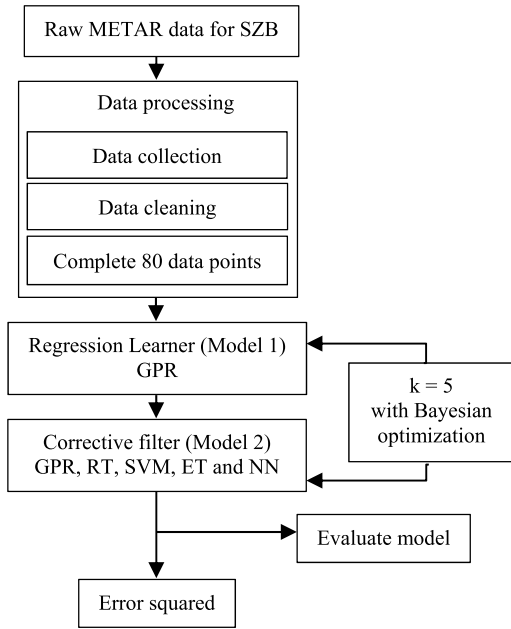 Raw METAR data for SZB
Data processing
Data collection
Data cleaning
Complete 80 data points
Regression Learner (Model 1)
GPR
k = 5
with Bayesian
optimization
Corrective filter (Model 2)
GPR, RT, SVM, ET and NN
Evaluate model
Error squared